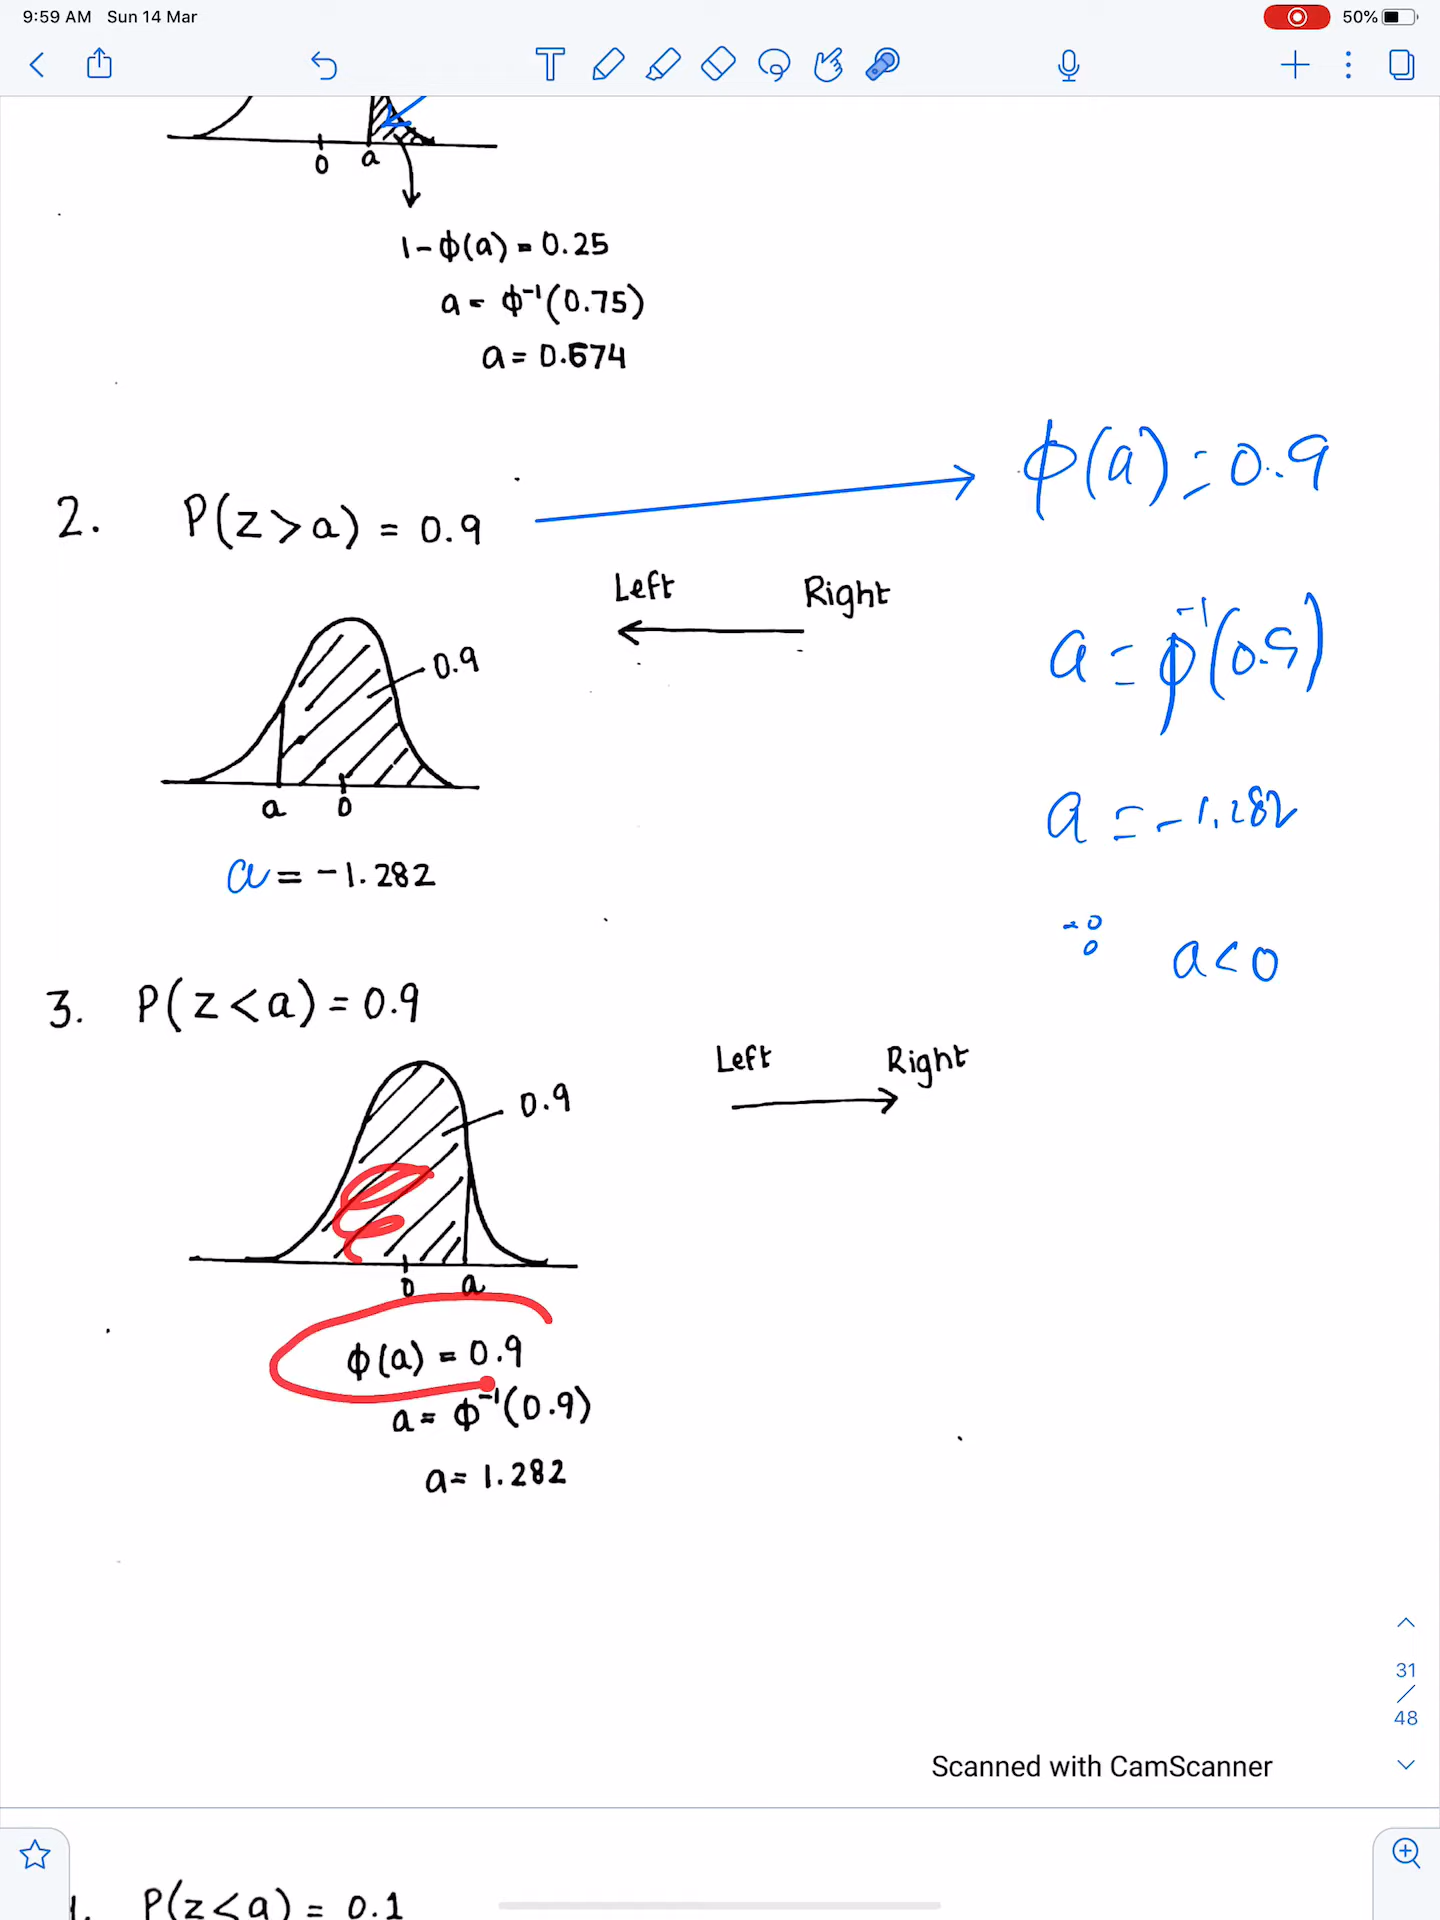 9:59 AM Sun 14 Mar
50%
0 a
1-ϕ(a) = 0.25
a = ϕ⁻¹(0.75)
a = 0.674
ϕ(a) = 0.9
2. P(z>a) = 0.9
Left Right
a = ϕ⁻¹(0.9)
0.9
a 0
a = -1.282
a = -1.282
∵ a<0
3. P(z<a) = 0.9
Left Right
0.9
0 a
ϕ(a) = 0.9
a = ϕ⁻¹(0.9)
a = 1.282
31
/
48
Scanned with CamScanner
P(z<a) = 0.1